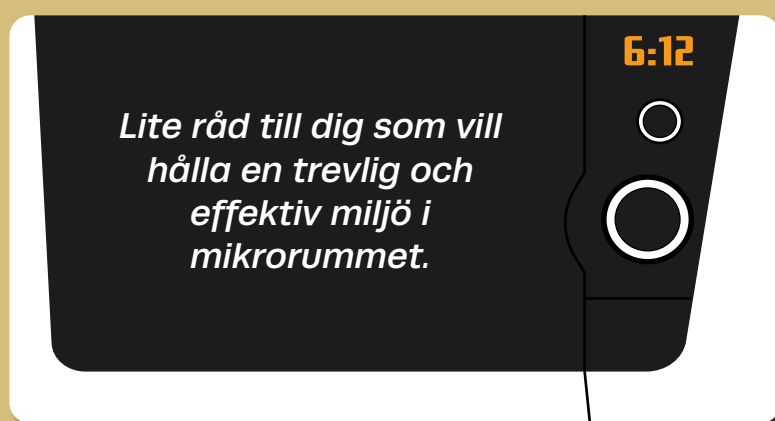 6:12
Lite råd till dig som vill
hålla en trevlig och
effektiv miljö i
mikrorummet.